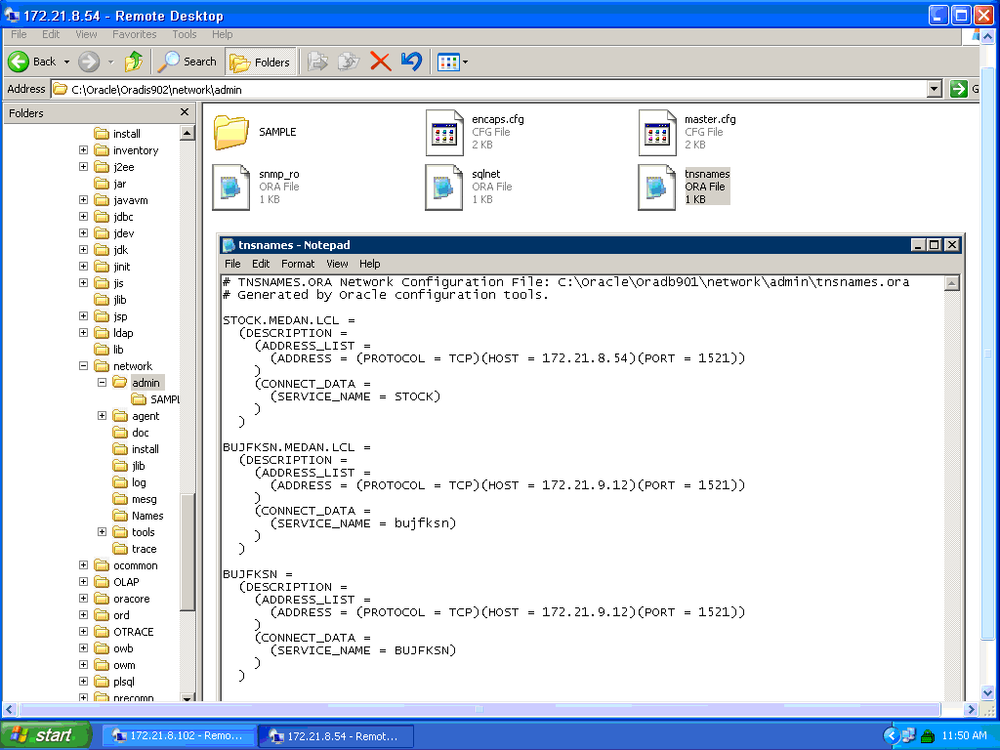 172.21.8.54 - Remote Desktop
File Edit View Favorites Tools Help
Back Search Folders
Address C:\Oracle\Oradis902\network\admin G
Folders
install
inventory
j2ee
jar
javavm
jdbc
jdev
jdk
jinit
jis
jlib
jsp
ldap
lib
network
admin
SAMPL
agent
doc
install
jlib
log
mesg
Names
tools
trace
ocommon
OLAP
oracore
ord
OTRACE
owb
owm
plsql
precomp
SAMPLE
encaps.cfg
CFG File
2 KB
master.cfg
CFG File
2 KB
snmp_ro
ORA File
1 KB
sqlnet
ORA File
1 KB
tnsnames
ORA File
1 KB
tnsnames - Notepad
File Edit Format View Help
# TNSNAMES.ORA Network Configuration File: C:\Oracle\Oradb901\network\admin\tnsnames.ora
# Generated by Oracle configuration tools.
STOCK.MEDAN.LCL =
(DESCRIPTION =
(ADDRESS_LIST =
(ADDRESS = (PROTOCOL = TCP)(HOST = 172.21.8.54)(PORT = 1521))
)
(CONNECT_DATA =
(SERVICE_NAME = STOCK)
)
)
BUJFKSN.MEDAN.LCL =
(DESCRIPTION =
(ADDRESS_LIST =
(ADDRESS = (PROTOCOL = TCP)(HOST = 172.21.9.12)(PORT = 1521))
)
(CONNECT_DATA =
(SERVICE_NAME = bujfksn)
)
)
BUJFKSN =
(DESCRIPTION =
(ADDRESS_LIST =
(ADDRESS = (PROTOCOL = TCP)(HOST = 172.21.9.12)(PORT = 1521))
)
(CONNECT_DATA =
(SERVICE_NAME = BUJFKSN)
)
)
start 172.21.8.102 - Remo... 172.21.8.54 - Remot... 11:50 AM